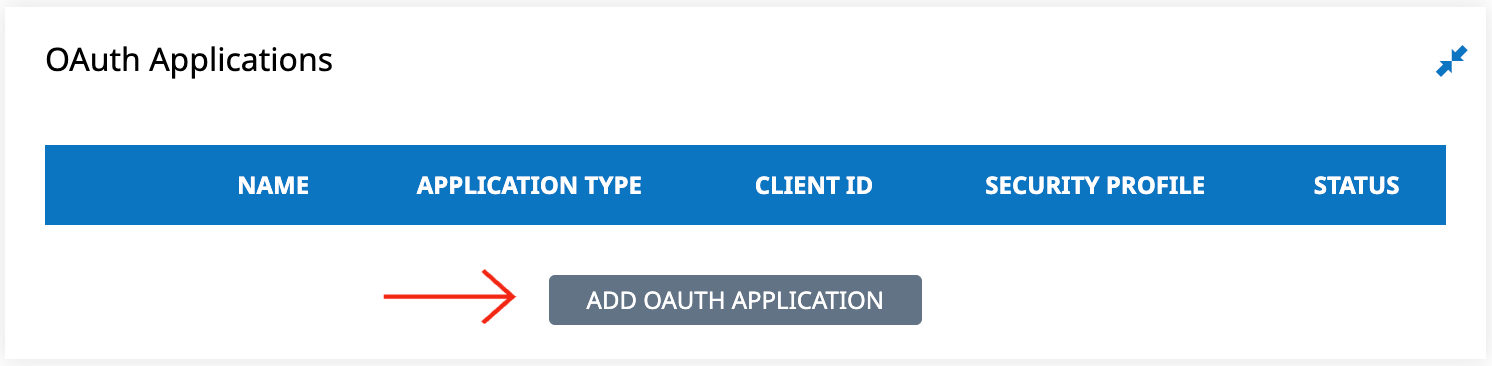 OAuth Applications
NAME APPLICATION TYPE CLIENT ID SECURITY PROFILE STATUS
ADD OAUTH APPLICATION